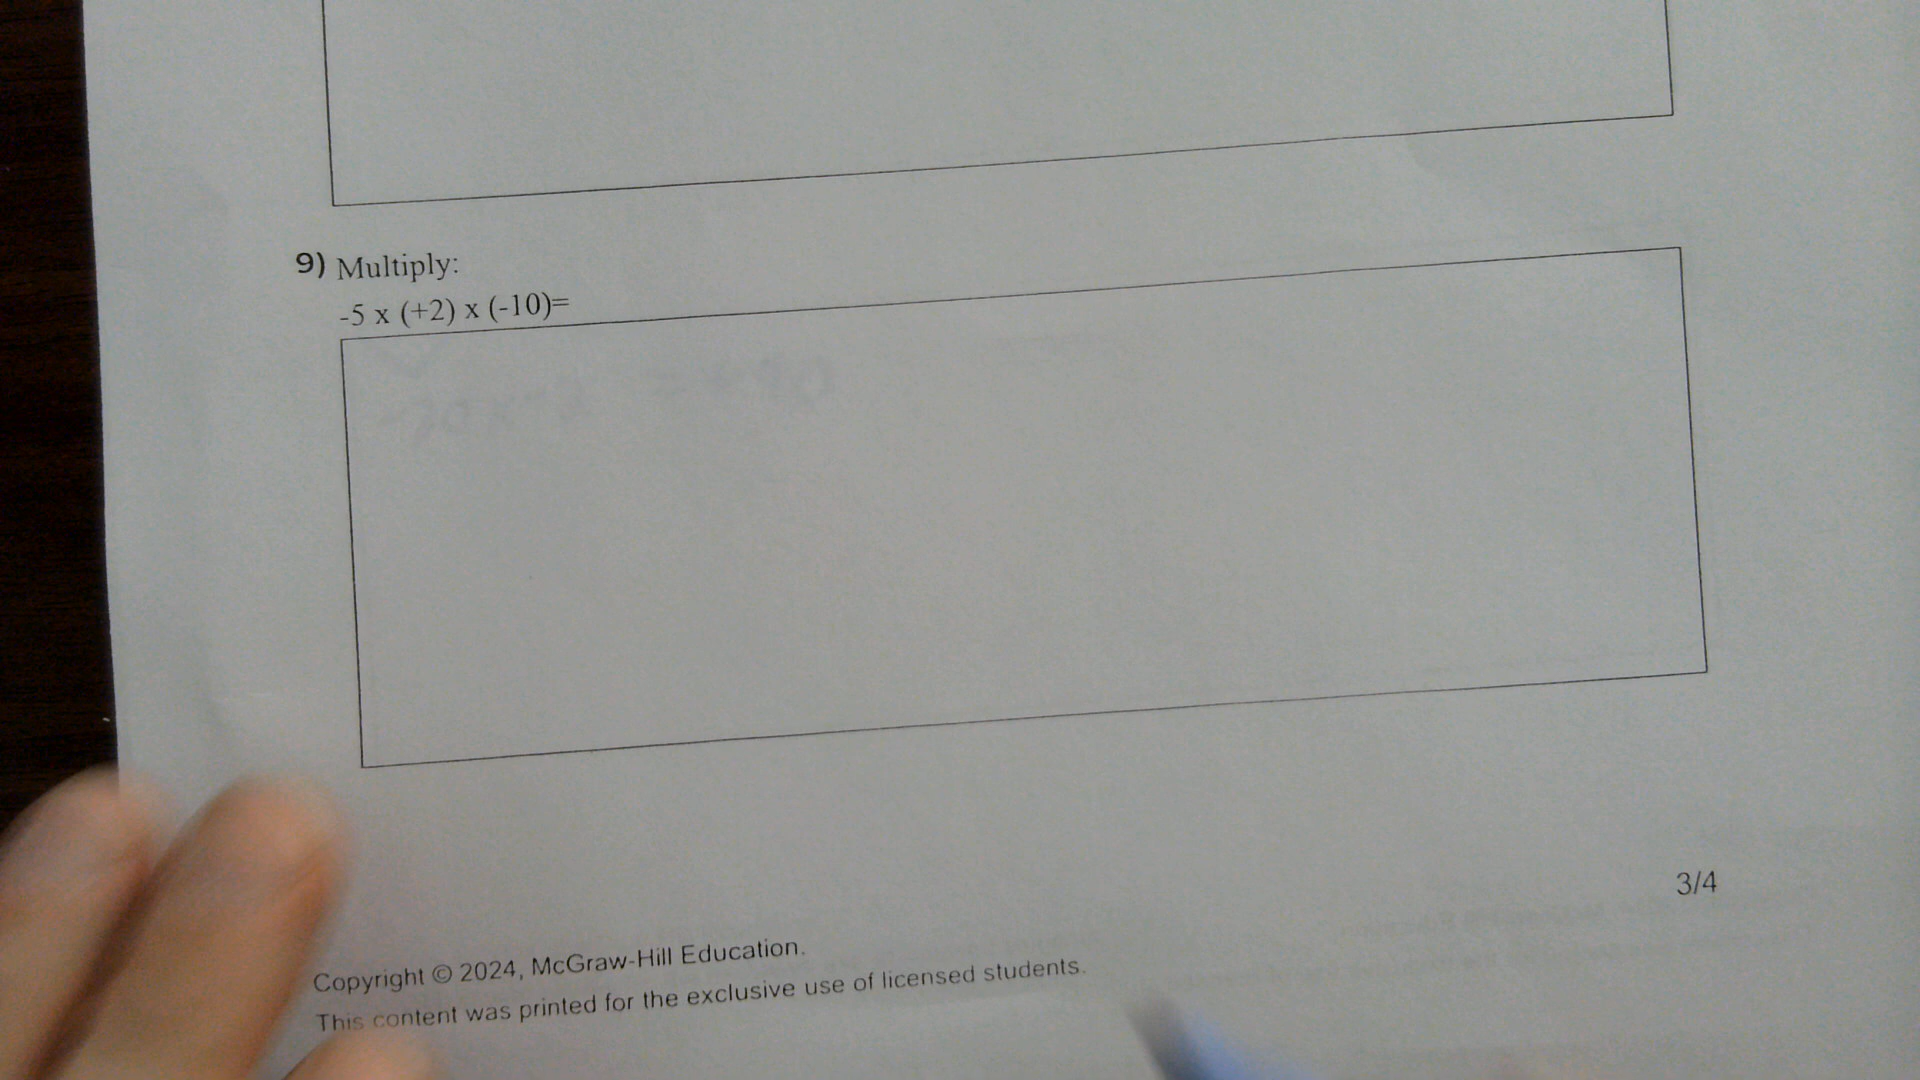 9) Multiply:
-5 x (+2) x (-10)=
3/4
Copyright © 2024, McGraw-Hill Education.
This content was printed for the exclusive use of licensed students.